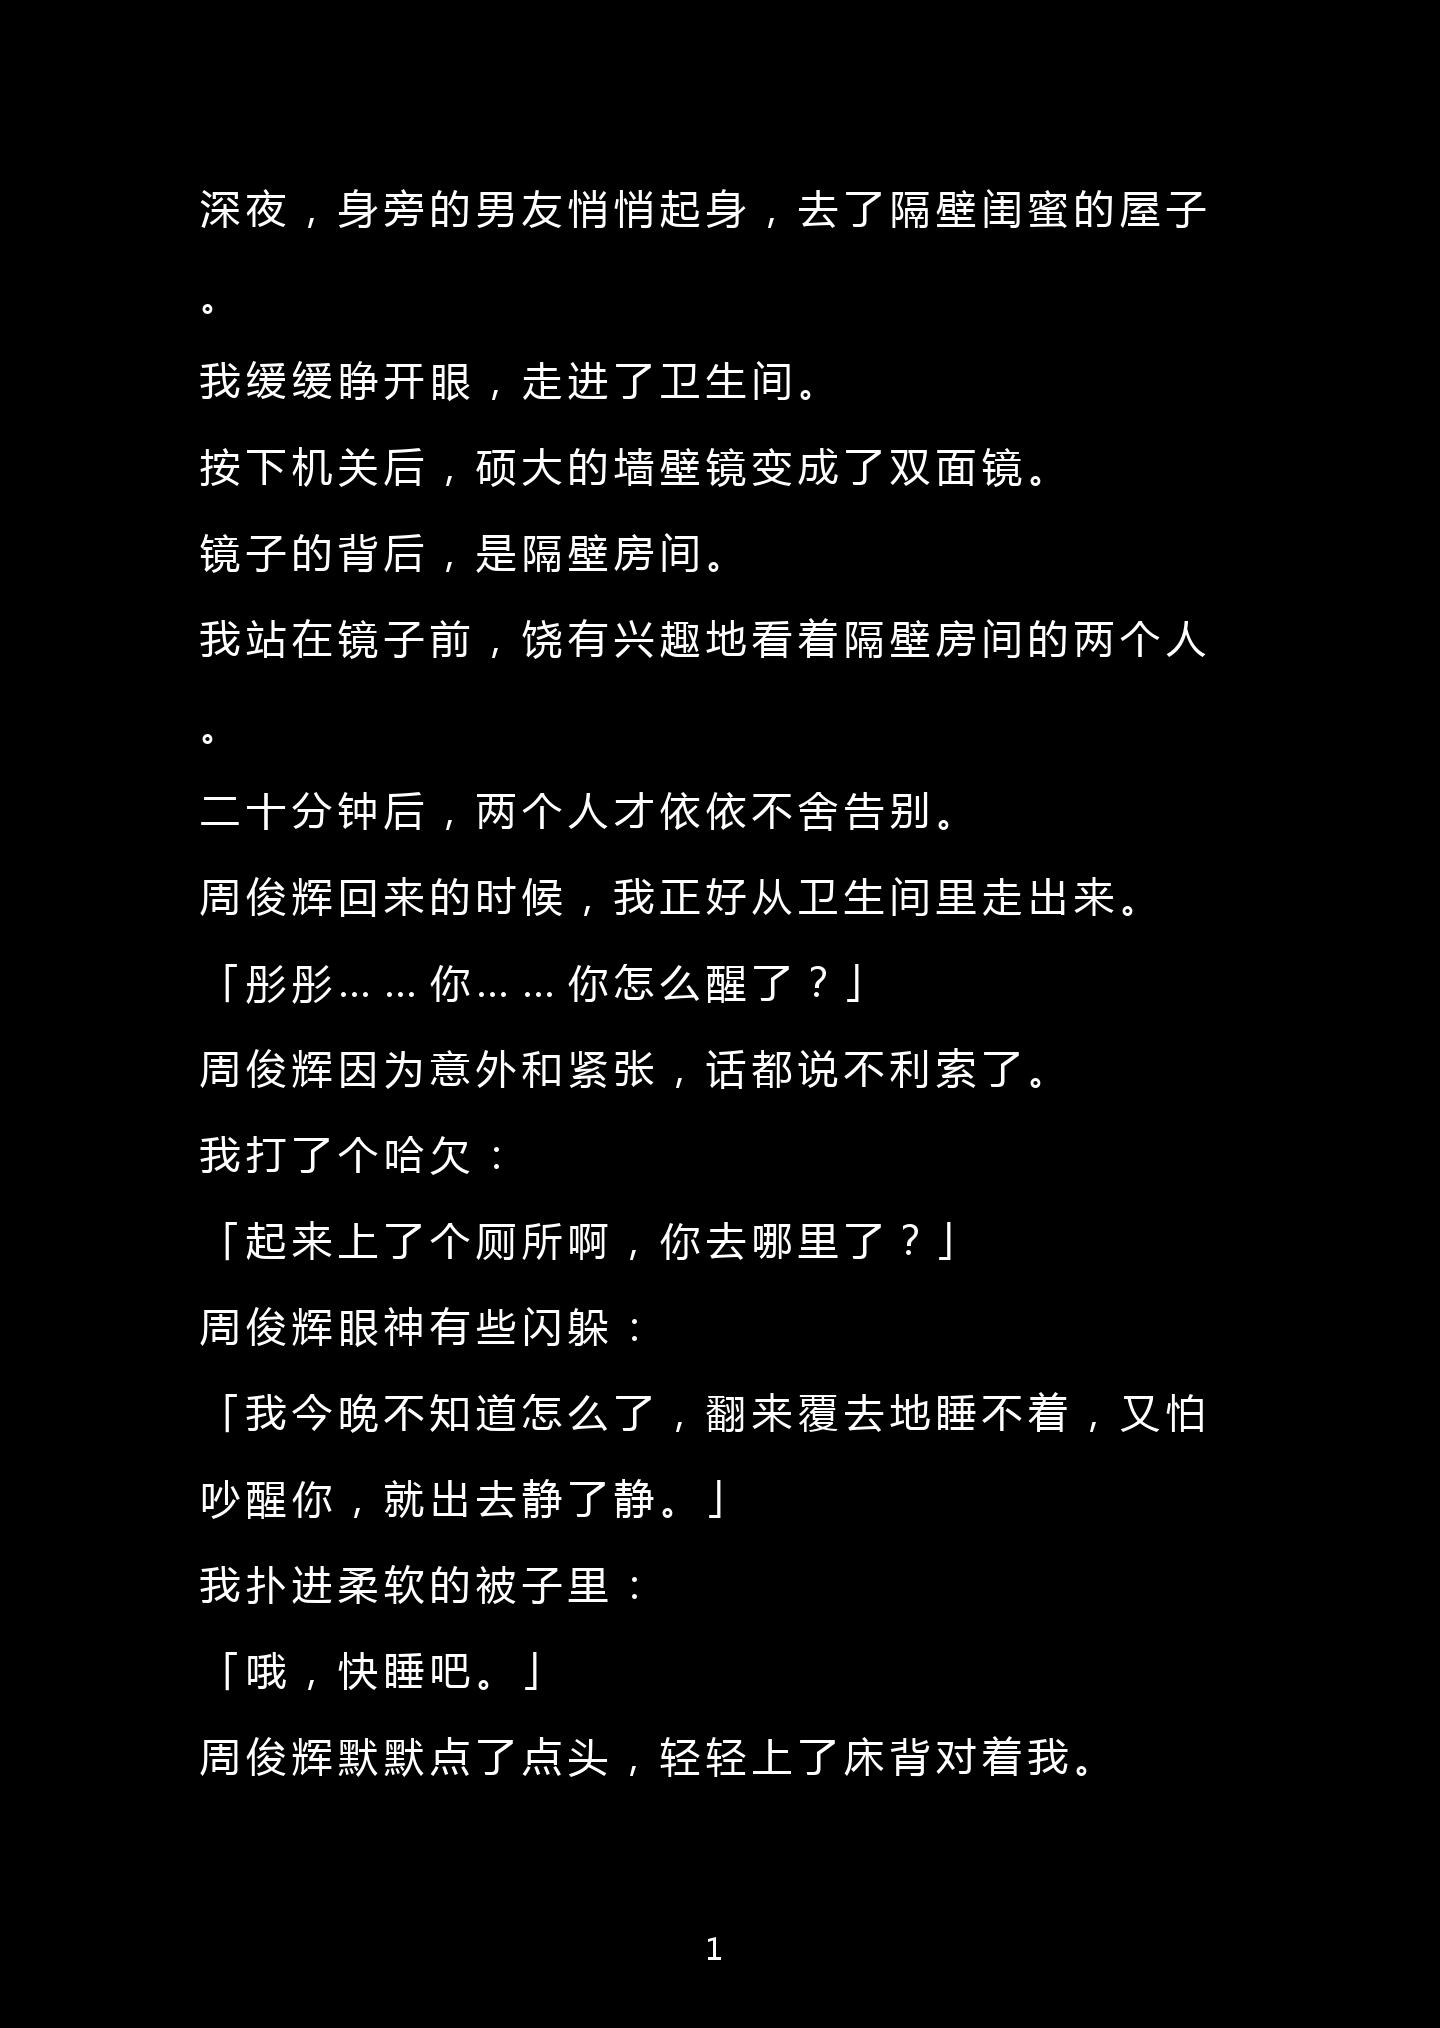 深夜，身旁的男友悄悄起身，去了隔壁闺蜜的屋子
。
我缓缓睁开眼，走进了卫生间。
按下机关后，硕大的墙壁镜变成了双面镜。
镜子的背后，是隔壁房间。
我站在镜子前，饶有兴趣地看着隔壁房间的两个人
。
二十分钟后，两个人才依依不舍告别。
周俊辉回来的时候，我正好从卫生间里走出来。
「彤彤……你……你怎么醒了？」
周俊辉因为意外和紧张，话都说不利索了。
我打了个哈欠：
「起来上了个厕所啊，你去哪里了？」
周俊辉眼神有些闪躲：
「我今晚不知道怎么了，翻来覆去地睡不着，又怕
吵醒你，就出去静了静。」
我扑进柔软的被子里：
「哦，快睡吧。」
周俊辉默默点了点头，轻轻上了床背对着我。
1